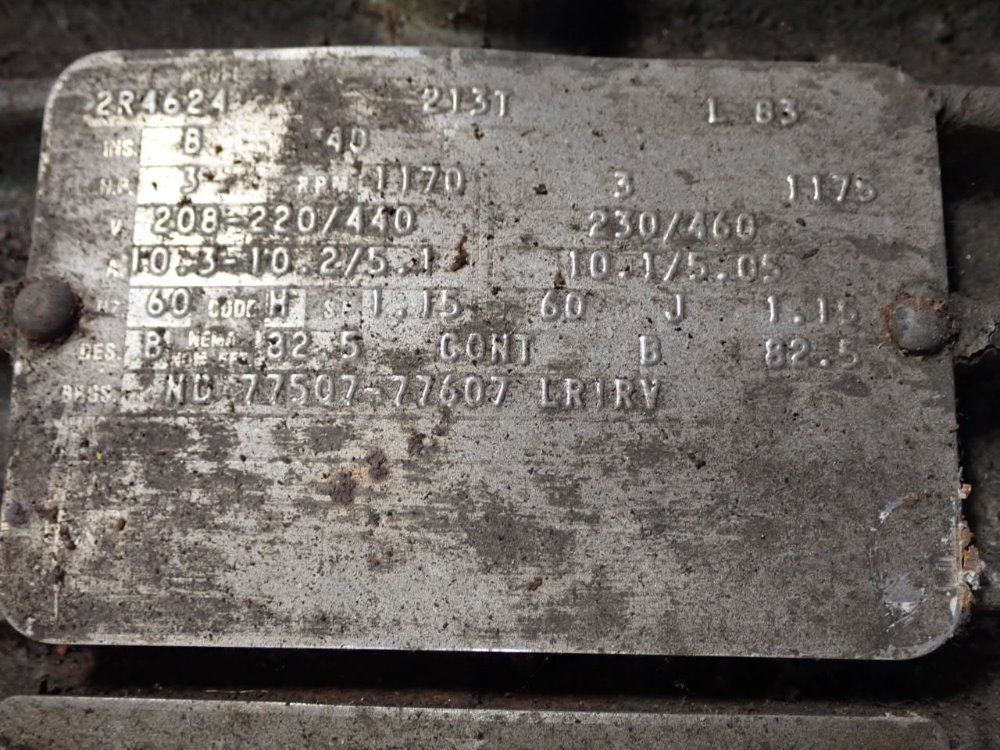 2R4624 213T L 83
INS. B 40
H.P. 3 RPM 1170 3 1175
V 208-220/440 230/460
A 10.3-10.2/5.1 10.1/5.05
HZ 60 CODE H SF 1.15 60 J 1.15
DES. B NEMA NOM. EFF. 82.5 CONT B 82.5
BRGS. ND 77507-77607 LR1RV